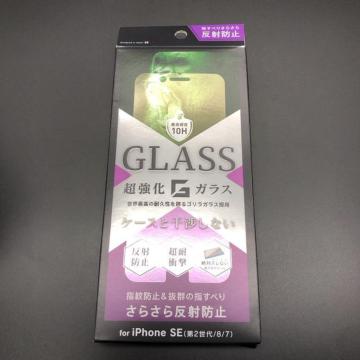 指すべりさらさら
反射防止
表面硬度
10H
GLASS
超強化 G ガラス
世界最高の耐久性を誇るゴリラガラス採用
ケースと干渉しない
反射
防止
超耐
衝撃
指紋防止&抜群の指すべり
さらさら反射防止
for iPhone SE(第2世代/8/7)